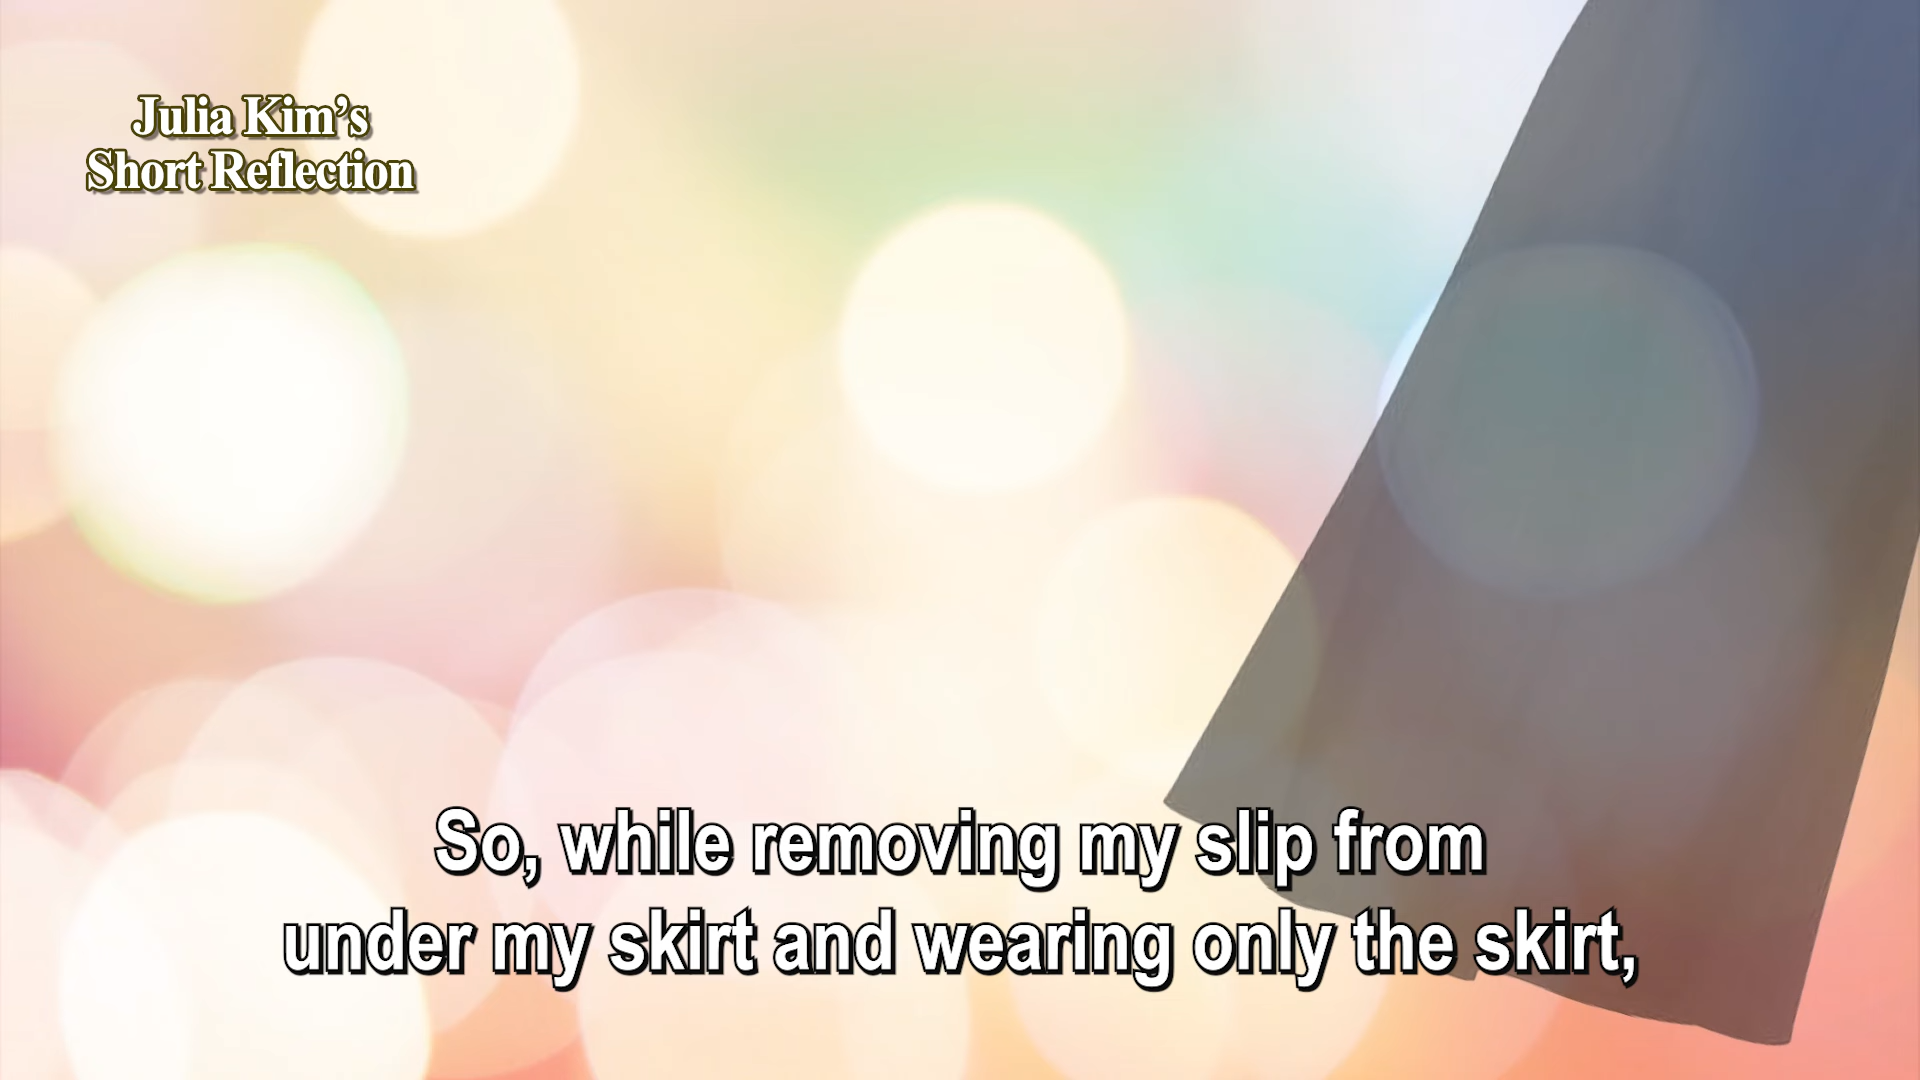 Julia Kim’s
Short Reflection
So, while removing my slip from
under my skirt and wearing only the skirt,